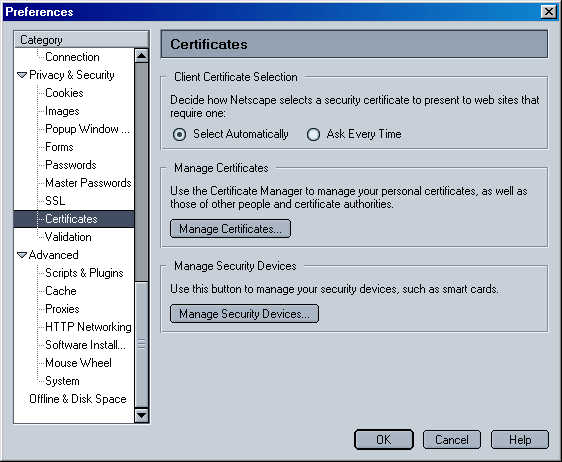 Preferences
Category
Connection
Privacy & Security
Cookies
Images
Popup Window ...
Forms
Passwords
Master Passwords
SSL
Certificates
Validation
Advanced
Scripts & Plugins
Cache
Proxies
HTTP Networking
Software Install...
Mouse Wheel
System
Offline & Disk Space
Certificates
Client Certificate Selection
Decide how Netscape selects a security certificate to present to web sites that
require one:
Select Automatically Ask Every Time
Manage Certificates
Use the Certificate Manager to manage your personal certificates, as well as
those of other people and certificate authorities.
Manage Certificates...
Manage Security Devices
Use this button to manage your security devices, such as smart cards.
Manage Security Devices...
OK Cancel Help